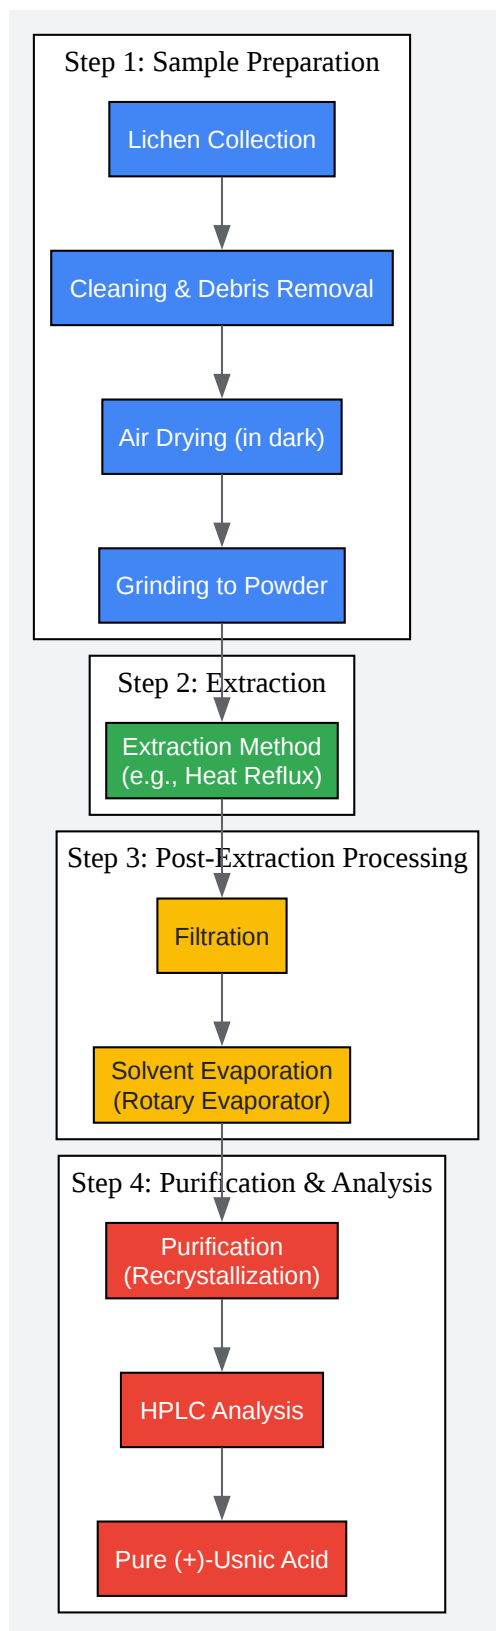 Step 1: Sample Preparation
Lichen Collection
Cleaning & Debris Removal
Air Drying (in dark)
Grinding to Powder
Step 2: Extraction
Extraction Method
(e.g., Heat Reflux)
Step 3: Post-Extraction Processing
Filtration
Solvent Evaporation
(Rotary Evaporator)
Step 4: Purification & Analysis
Purification
(Recrystallization)
HPLC Analysis
Pure (+)-Usnic Acid